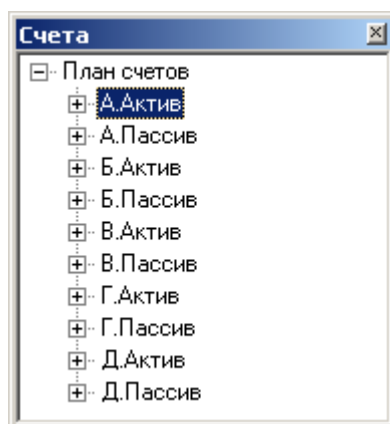 Счета
План счетов
А.Актив
А.Пассив
Б.Актив
Б.Пассив
В.Актив
В.Пассив
Г.Актив
Г.Пассив
Д.Актив
Д.Пассив